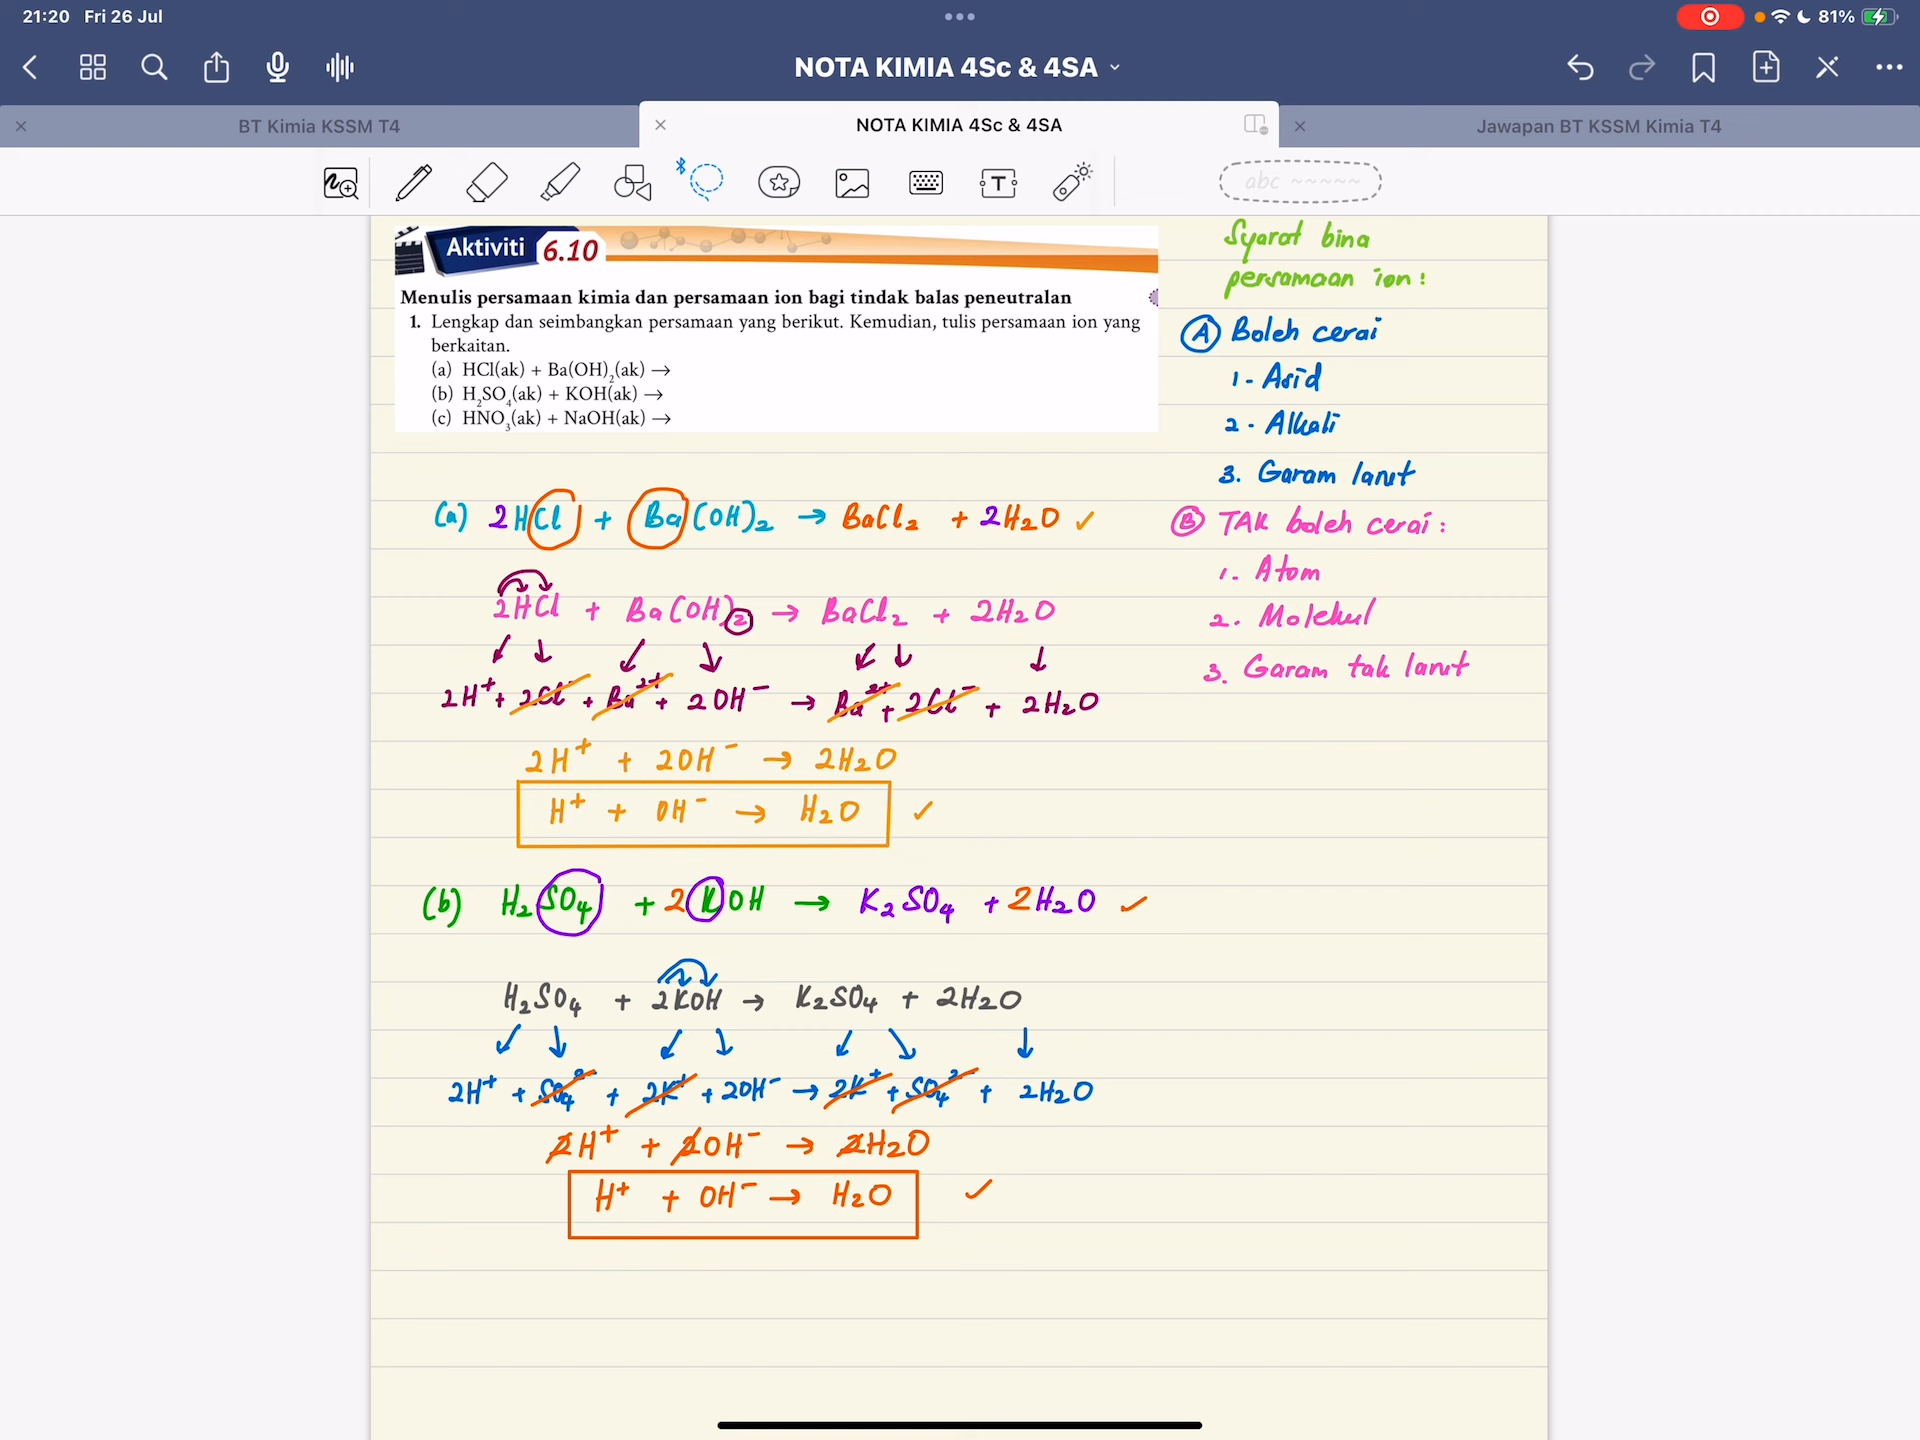 21:20 Fri 26 Jul
81%
NOTA KIMIA 4Sc & 4SA
BT Kimia KSSM T4
NOTA KIMIA 4Sc & 4SA
Jawapan BT KSSM Kimia T4
abc
Aktiviti 6.10
Menulis persamaan kimia dan persamaan ion bagi tindak balas peneutralan
1. Lengkap dan seimbangkan persamaan yang berikut. Kemudian, tulis persamaan ion yang
berkaitan.
(a) HCl(ak) + Ba(OH)₂(ak) →
(b) H₂SO₄(ak) + KOH(ak) →
(c) HNO₃(ak) + NaOH(ak) →
Syarat bina
persamaan ion :
(A) Boleh cerai
1- Asid
2- Alkali
3. Garam larut
(B) TAK boleh cerai :
1. Atom
2. Molekul
3. Garam tak larut
(a) 2HCl + Ba(OH)₂ → BaCl₂ + 2H₂O ✓
2HCl + Ba(OH)₂ → BaCl₂ + 2H₂O
2H⁺ + 2Cl⁻ + Ba²⁺ + 2OH⁻ → Ba²⁺ + 2Cl⁻ + 2H₂O
2H⁺ + 2OH⁻ → 2H₂O
H⁺ + OH⁻ → H₂O ✓
(b) H₂SO₄ + 2KOH → K₂SO₄ + 2H₂O ✓
H₂SO₄ + 2KOH → K₂SO₄ + 2H₂O
2H⁺ + SO₄²⁻ + 2K⁺ + 2OH⁻ → 2K⁺ + SO₄²⁻ + 2H₂O
2H⁺ + 2OH⁻ → 2H₂O
H⁺ + OH⁻ → H₂O ✓